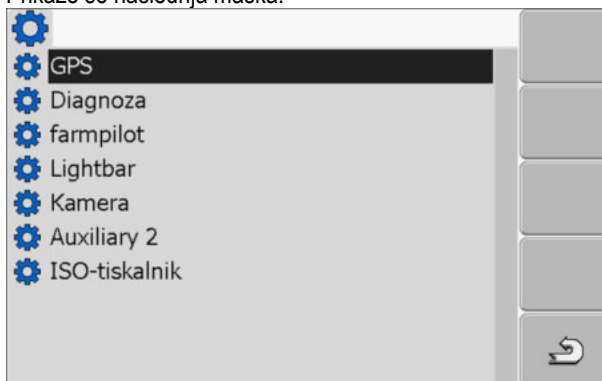 Prikaže se naslednja maska:
GPS
Diagnoza
farmpilot
Lightbar
Kamera
Auxiliary 2
ISO-tiskalnik